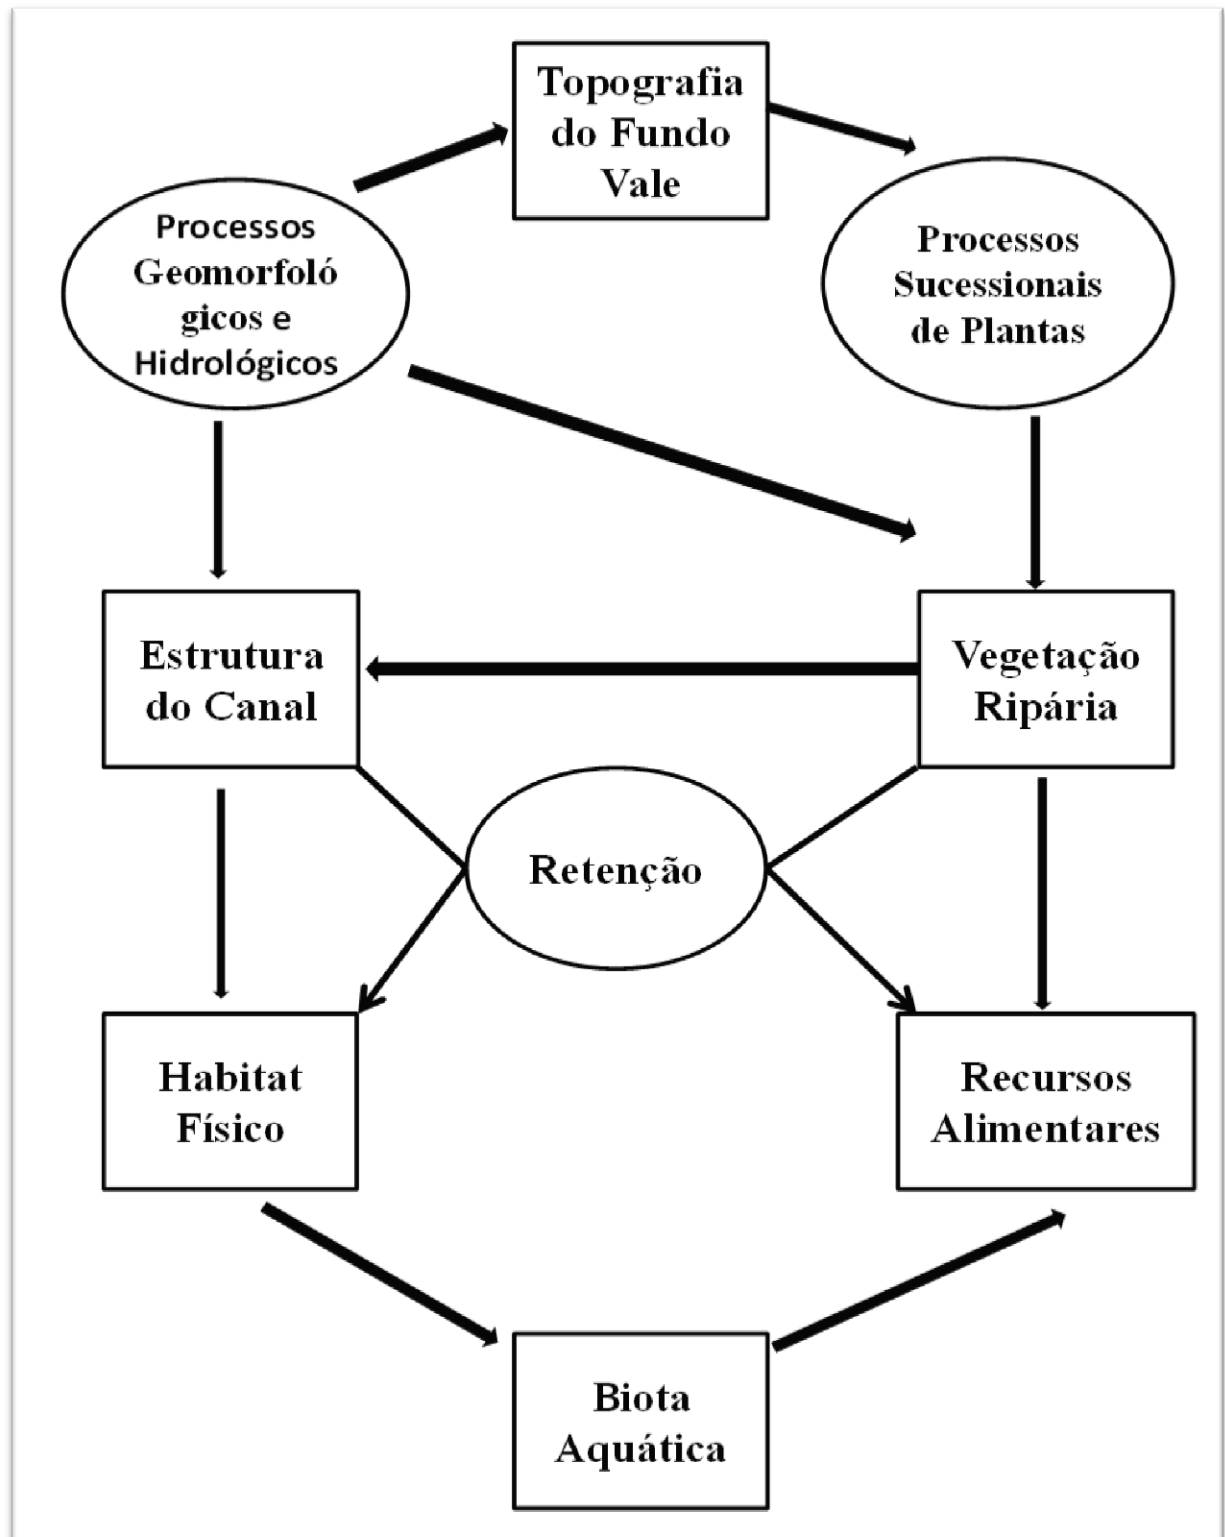 Topografia
do Fundo
Vale
Processos
Geomorfoló
gicos e
Hidrológicos
Processos
Sucessionais
de Plantas
Estrutura
do Canal
Vegetação
Ripária
Retenção
Habitat
Físico
Recursos
Alimentares
Biota
Aquática